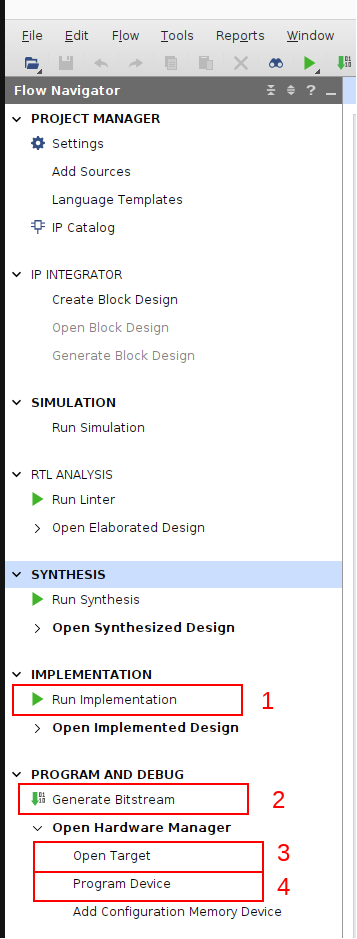 File Edit Flow Tools Reports Window
Flow Navigator ?
PROJECT MANAGER
Settings
Add Sources
Language Templates
IP Catalog
IP INTEGRATOR
Create Block Design
Open Block Design
Generate Block Design
SIMULATION
Run Simulation
RTL ANALYSIS
Run Linter
Open Elaborated Design
SYNTHESIS
Run Synthesis
Open Synthesized Design
IMPLEMENTATION
Run Implementation 1
Open Implemented Design
PROGRAM AND DEBUG
Generate Bitstream 2
Open Hardware Manager
Open Target 3
Program Device 4
Add Configuration Memory Device